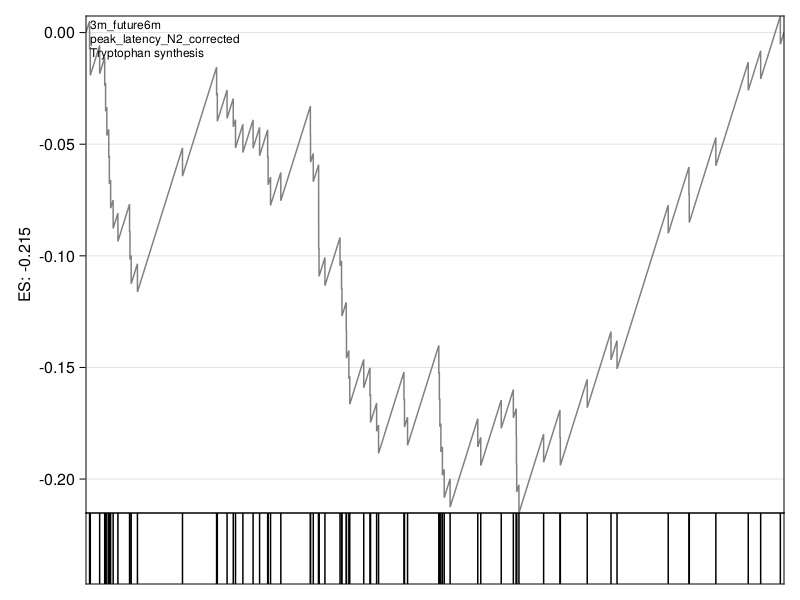 3m_future6m
peak_latency_N2_corrected
Tryptophan synthesis
0.00
-0.05
-0.10
-0.15
-0.20
ES: -0.215